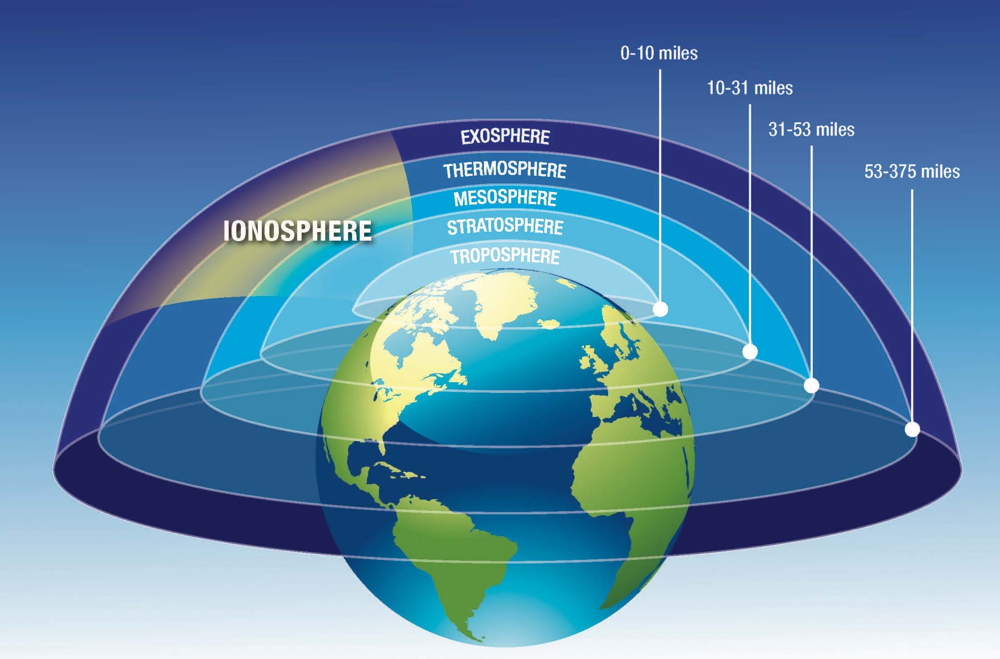 0-10 miles
10-31 miles
31-53 miles
53-375 miles
EXOSPHERE
THERMOSPHERE
MESOSPHERE
STRATOSPHERE
TROPOSPHERE
IONOSPHERE